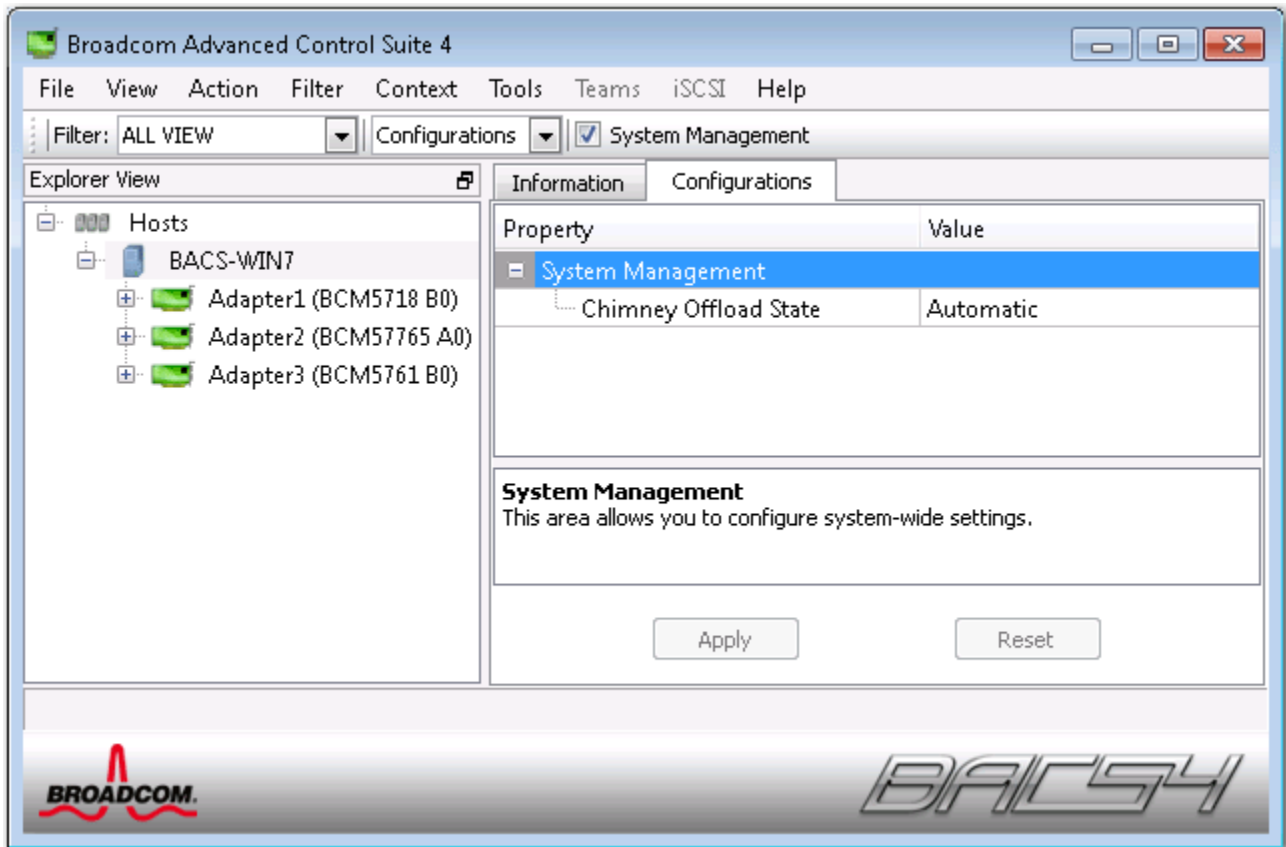 Broadcom Advanced Control Suite 4
File View Action Filter Context Tools Teams iSCSI Help
Filter: ALL VIEW Configurations System Management
Explorer View
Hosts
BACS-WIN7
Adapter1 (BCM5718 B0)
Adapter2 (BCM57765 A0)
Adapter3 (BCM5761 B0)
Information Configurations
Property Value
System Management
Chimney Offload State Automatic
System Management
This area allows you to configure system-wide settings.
Apply Reset
BROADCOM.
BACS4